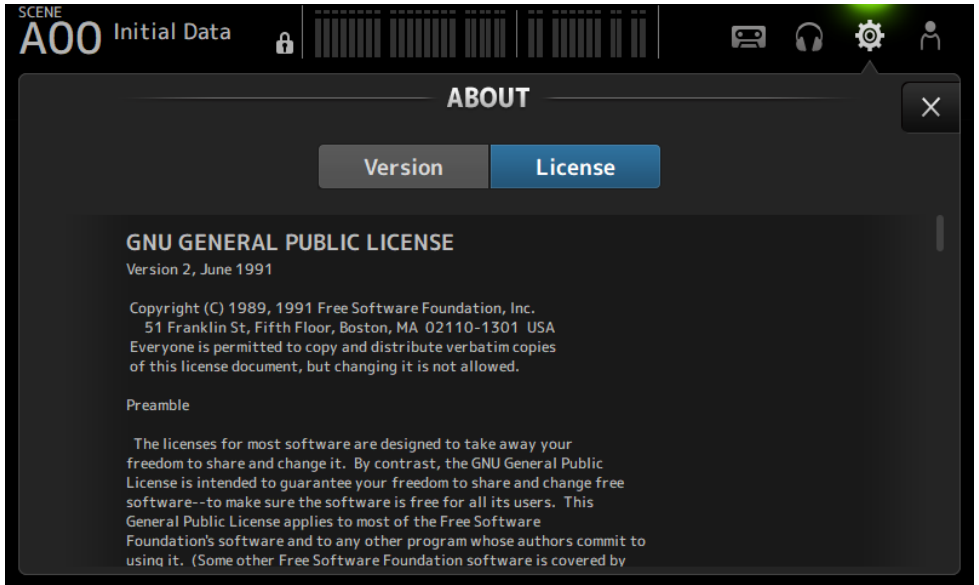 SCENE
A00 Initial Data
ABOUT
Version License
GNU GENERAL PUBLIC LICENSE
Version 2, June 1991
Copyright (C) 1989, 1991 Free Software Foundation, Inc.
51 Franklin St, Fifth Floor, Boston, MA  02110-1301  USA
Everyone is permitted to copy and distribute verbatim copies
of this license document, but changing it is not allowed.
Preamble
The licenses for most software are designed to take away your
freedom to share and change it.  By contrast, the GNU General Public
License is intended to guarantee your freedom to share and change free
software--to make sure the software is free for all its users.  This
General Public License applies to most of the Free Software
Foundation's software and to any other program whose authors commit to
using it.  (Some other Free Software Foundation software is covered by